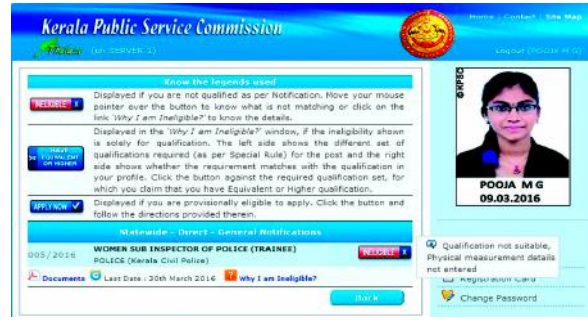 Kerala Public Service Commission
Home | Contact | Site Map
(on SERVER 1)
Logout (POOJA M G)
Know the legends used
INELIGIBLE X
Displayed if you are not qualified as per Notification. Move your mouse
pointer over the button to know what is not matching or click on the
link 'Why I am Ineligible?' to know the details.
HAVE EQUIVALENT OR HIGHER
Displayed in the 'Why I am Ineligible?' window, if the ineligibility shown
is solely for qualification. The left side shows the different set of
qualifications required (as per Special Rule) for the post and the right
side shows whether the requirement matches with the qualification in
your profile. Click the button against the required qualification set, for
which you claim that you have Equivalent or Higher qualification.
APPLY NOW
Displayed if you are provisionally eligible to apply. Click the button and
follow the directions provided therein.
Statewide - Direct - General Notifications
005/2016
WOMEN SUB INSPECTOR OF POLICE (TRAINEE)
POLICE (Kerala Civil Police)
INELIGIBLE X
Documents Last Date : 30th March 2016 Why I am Ineligible?
Back
©KPSC
POOJA M G
09.03.2016
Qualification not suitable,
Physical measurement details
not entered
Registration Card
Change Password